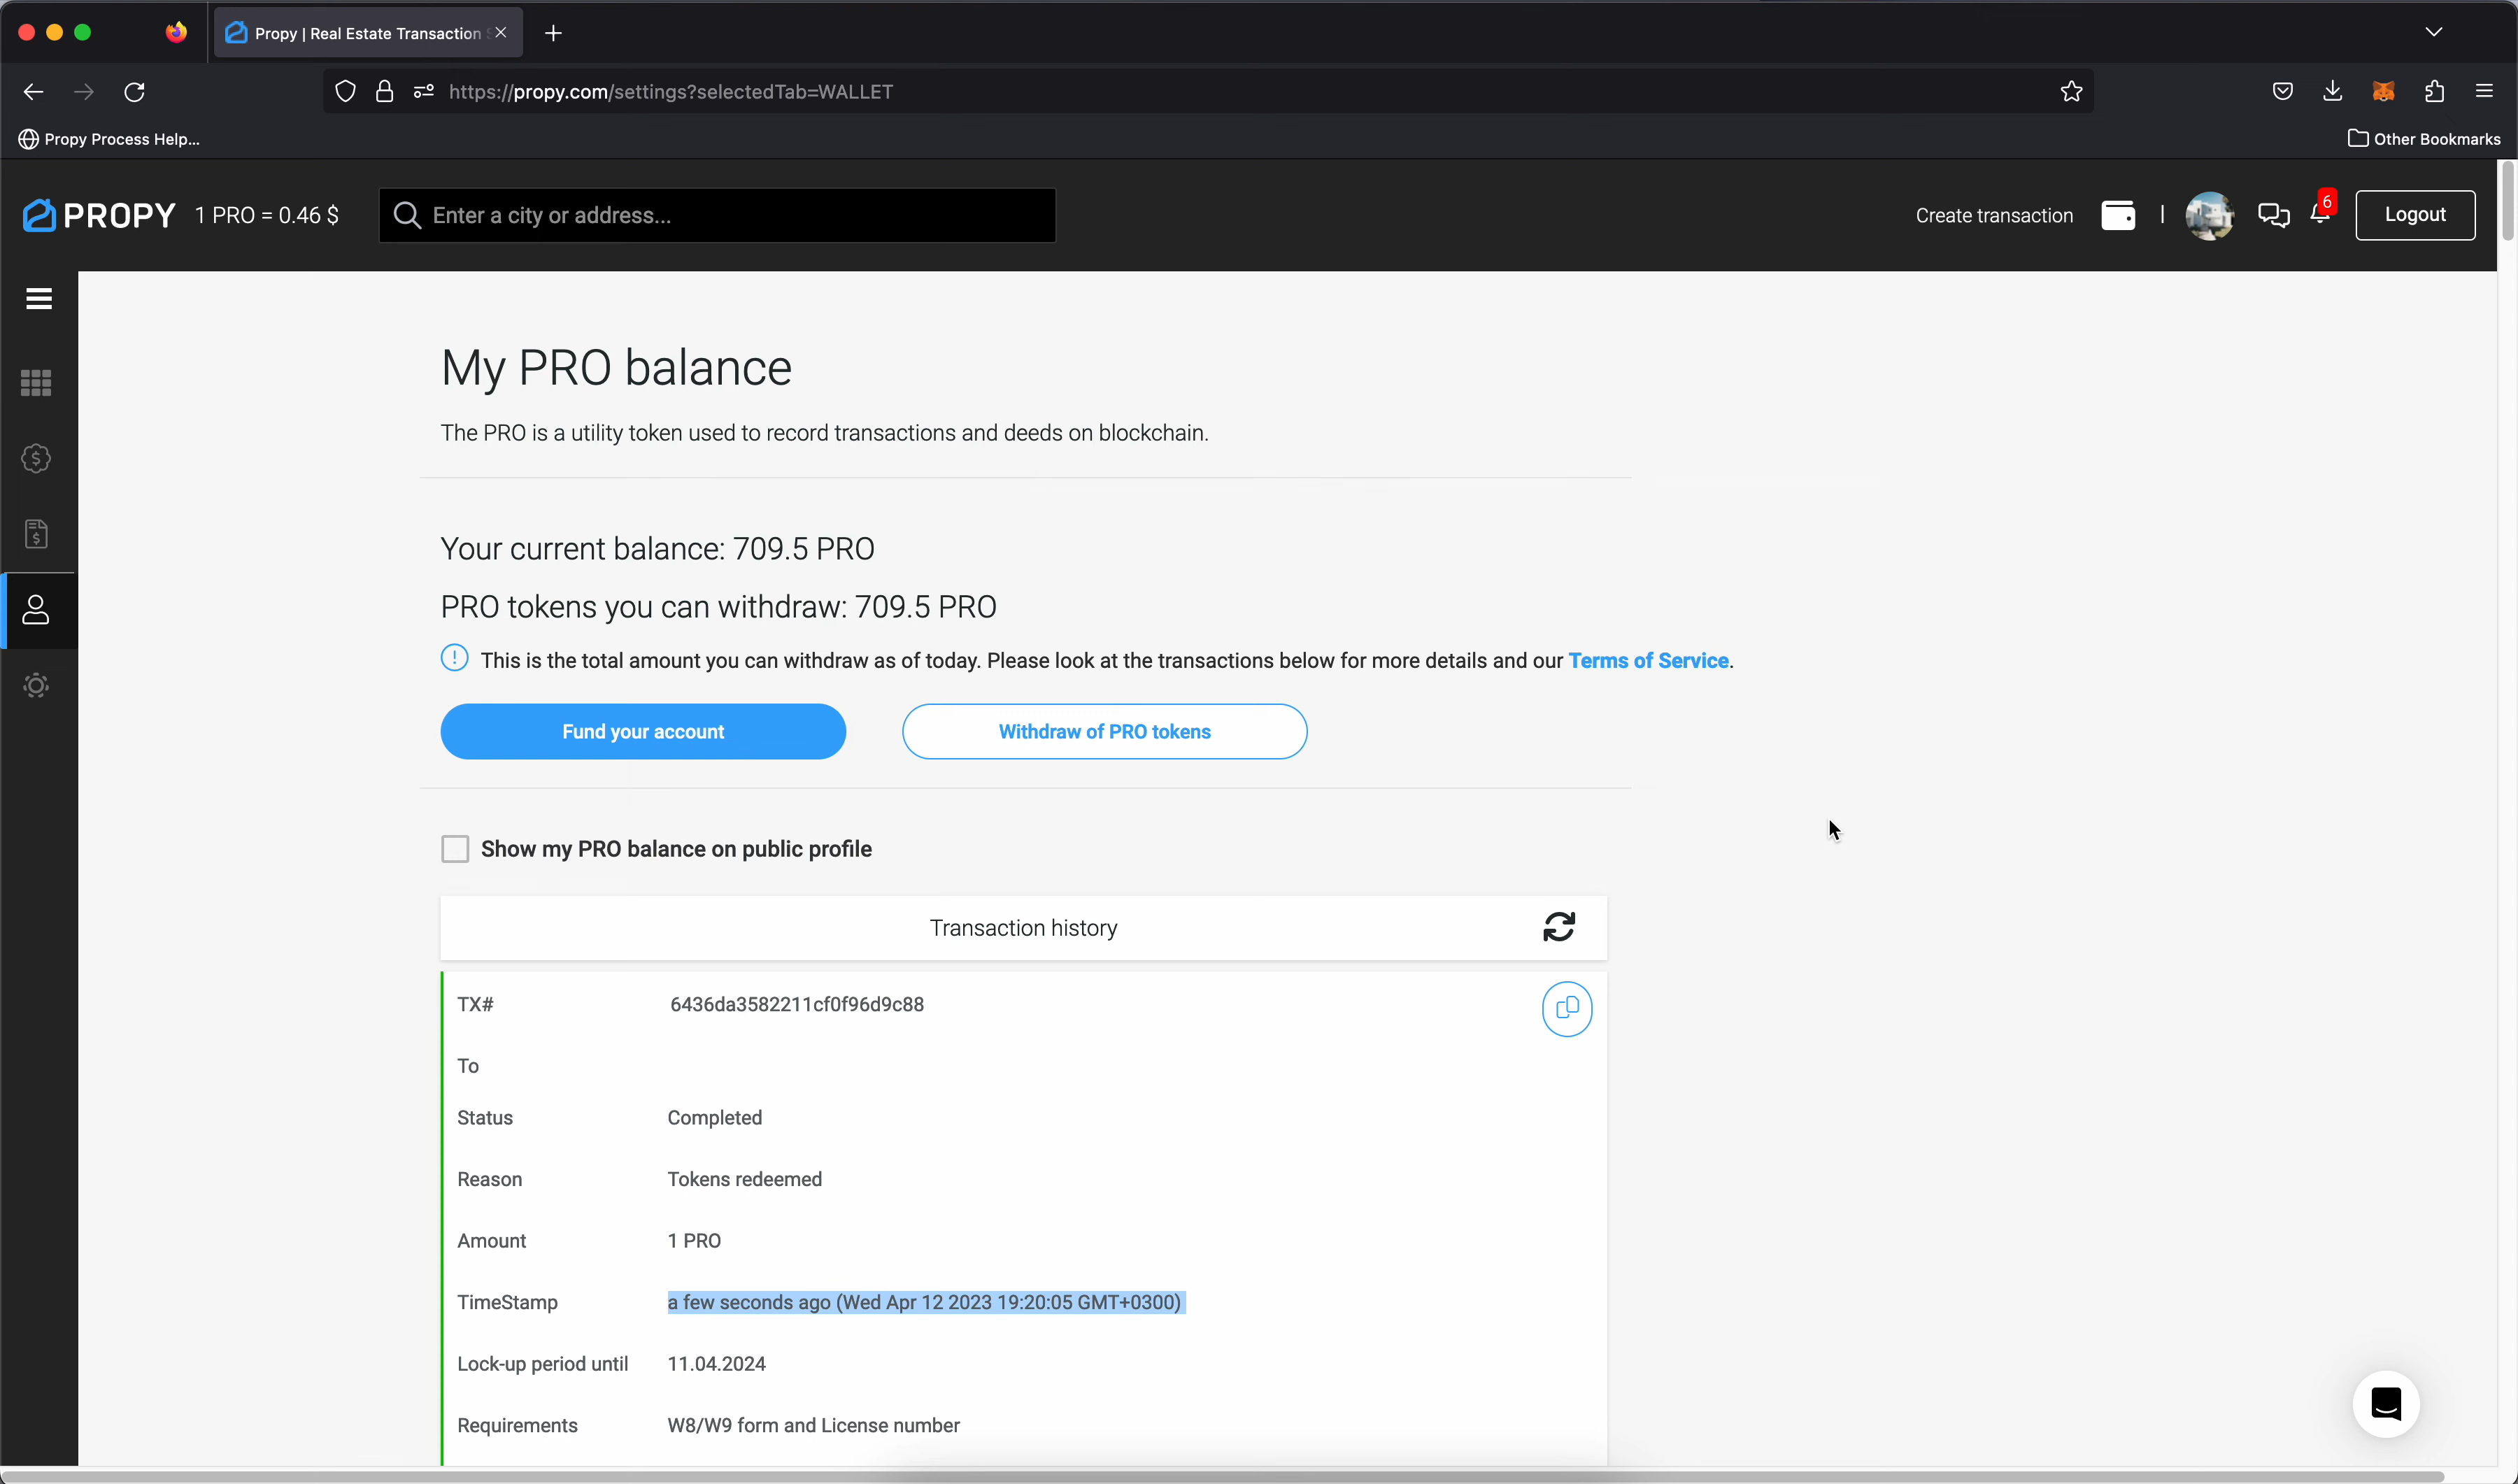 Propy | Real Estate Transaction
https://propy.com/settings?selectedTab=WALLET
Propy Process Help...
Other Bookmarks
PROPY
1 PRO = 0.46 $
Enter a city or address...
Create transaction
6
Logout
My PRO balance
The PRO is a utility token used to record transactions and deeds on blockchain.
Your current balance: 709.5 PRO
PRO tokens you can withdraw: 709.5 PRO
This is the total amount you can withdraw as of today. Please look at the transactions below for more details and our Terms of Service.
Fund your account
Withdraw of PRO tokens
Show my PRO balance on public profile
Transaction history
TX# 6436da3582211cf0f96d9c88
To
Status Completed
Reason Tokens redeemed
Amount 1 PRO
TimeStamp a few seconds ago (Wed Apr 12 2023 19:20:05 GMT+0300)
Lock-up period until 11.04.2024
Requirements W8/W9 form and License number